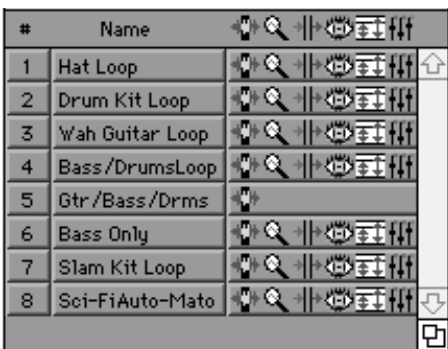 # Name
1 Hat Loop
2 Drum Kit Loop
3 Wah Guitar Loop
4 Bass/DrumsLoop
5 Gtr/Bass/Drms
6 Bass Only
7 Slam Kit Loop
8 Sci-FiAuto-Mato